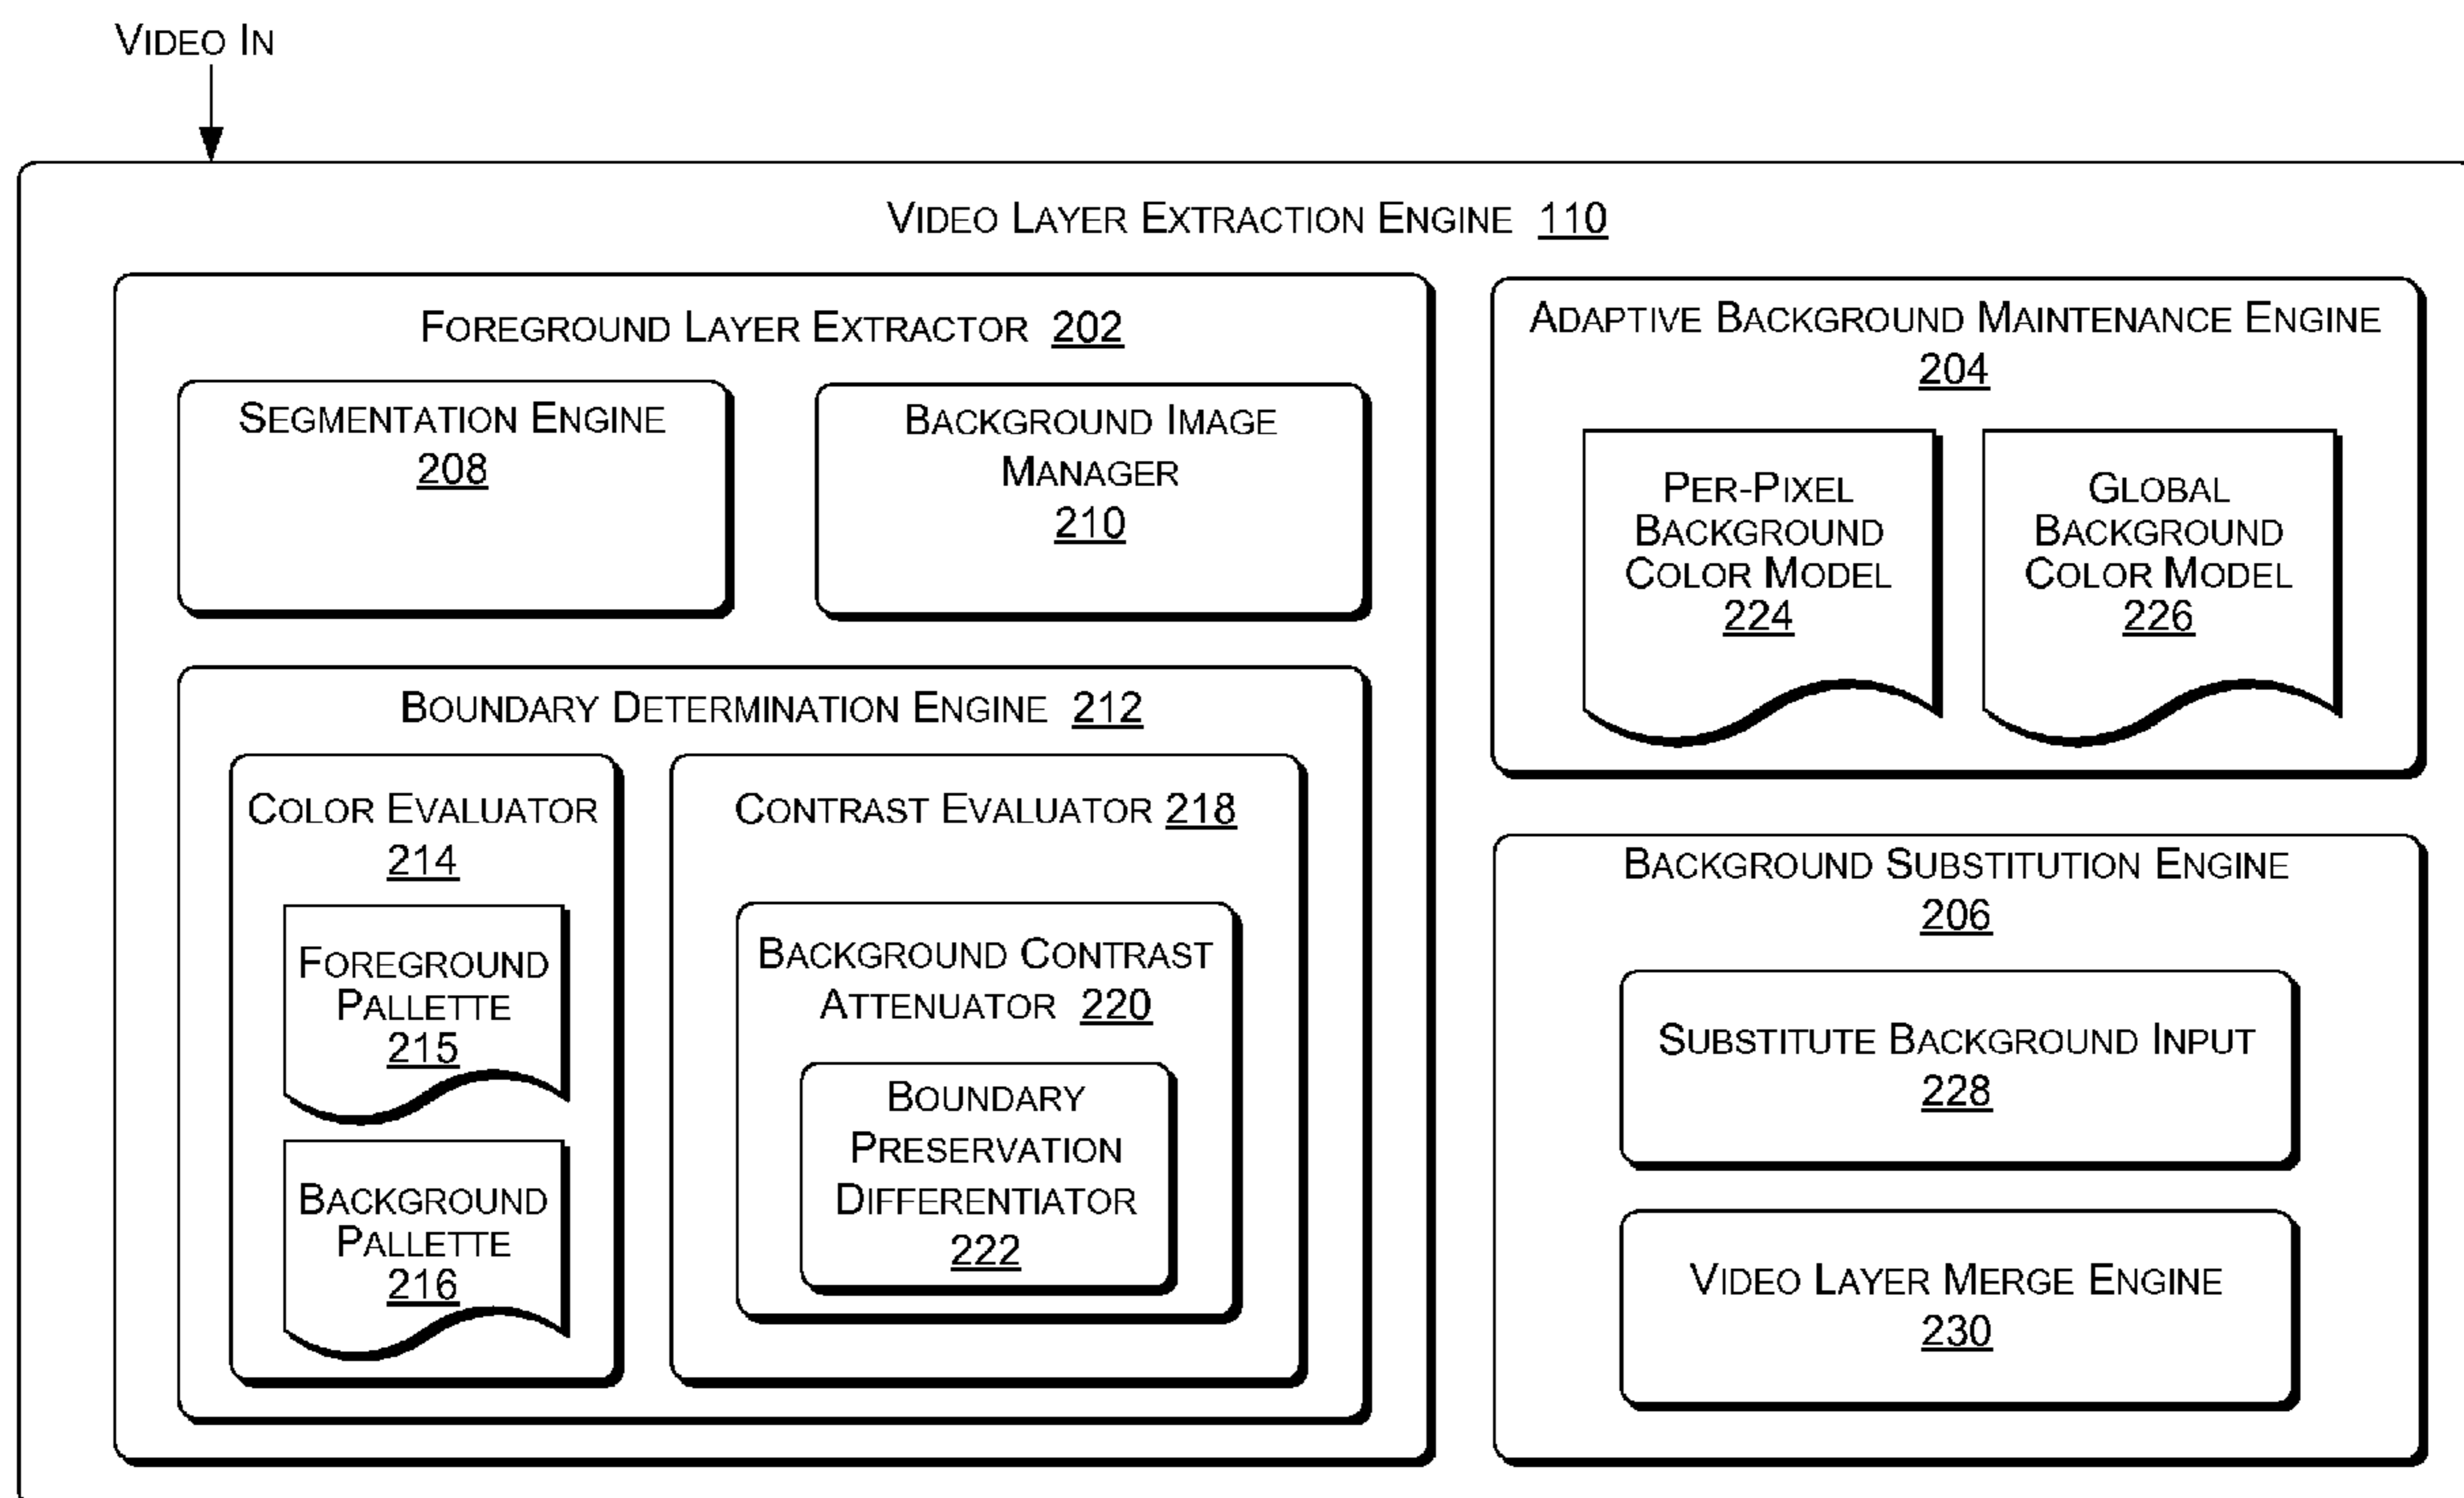 VIDEO IN
VIDEO LAYER EXTRACTION ENGINE 110
FOREGROUND LAYER EXTRACTOR 202
SEGMENTATION ENGINE
208
BACKGROUND IMAGE
MANAGER
210
BOUNDARY DETERMINATION ENGINE 212
COLOR EVALUATOR
214
FOREGROUND
PALLETTE
215
BACKGROUND
PALLETTE
216
CONTRAST EVALUATOR 218
BACKGROUND CONTRAST
ATTENUATOR 220
BOUNDARY
PRESERVATION
DIFFERENTIATOR
222
ADAPTIVE BACKGROUND MAINTENANCE ENGINE
204
PER-PIXEL
BACKGROUND
COLOR MODEL
224
GLOBAL
BACKGROUND
COLOR MODEL
226
BACKGROUND SUBSTITUTION ENGINE
206
SUBSTITUTE BACKGROUND INPUT
228
VIDEO LAYER MERGE ENGINE
230